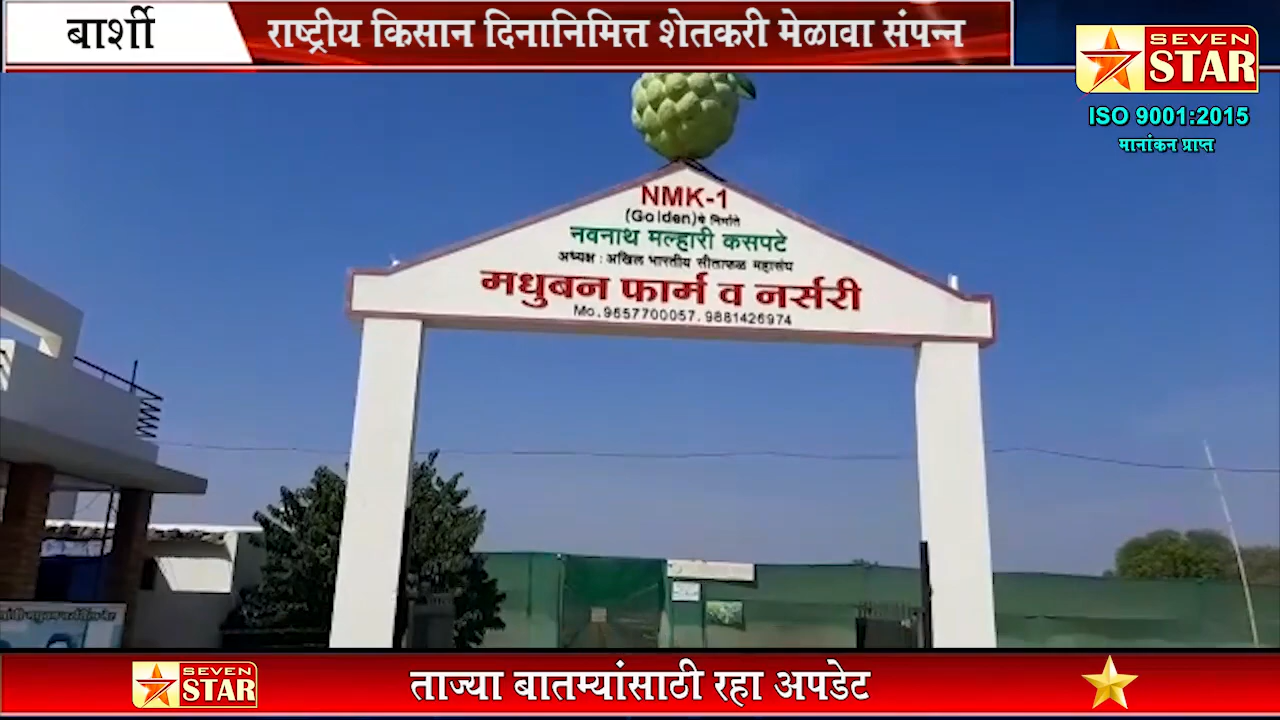 बार्शी
राष्ट्रीय किसान दिनानिमित्त शेतकरी मेळावा संपन्न
SEVEN
STAR
ISO 9001:2015
मानांकन प्राप्त
NMK-1
(Golden)चे निर्माते
नवनाथ मल्हारी कसपटे
अध्यक्ष : अखिल भारतीय सीताफळ महासंघ
मधुबन फार्म व नर्सरी
Mo.9657700057. 9881426974
SEVEN
STAR
ताज्या बातम्यांसाठी रहा अपडेट